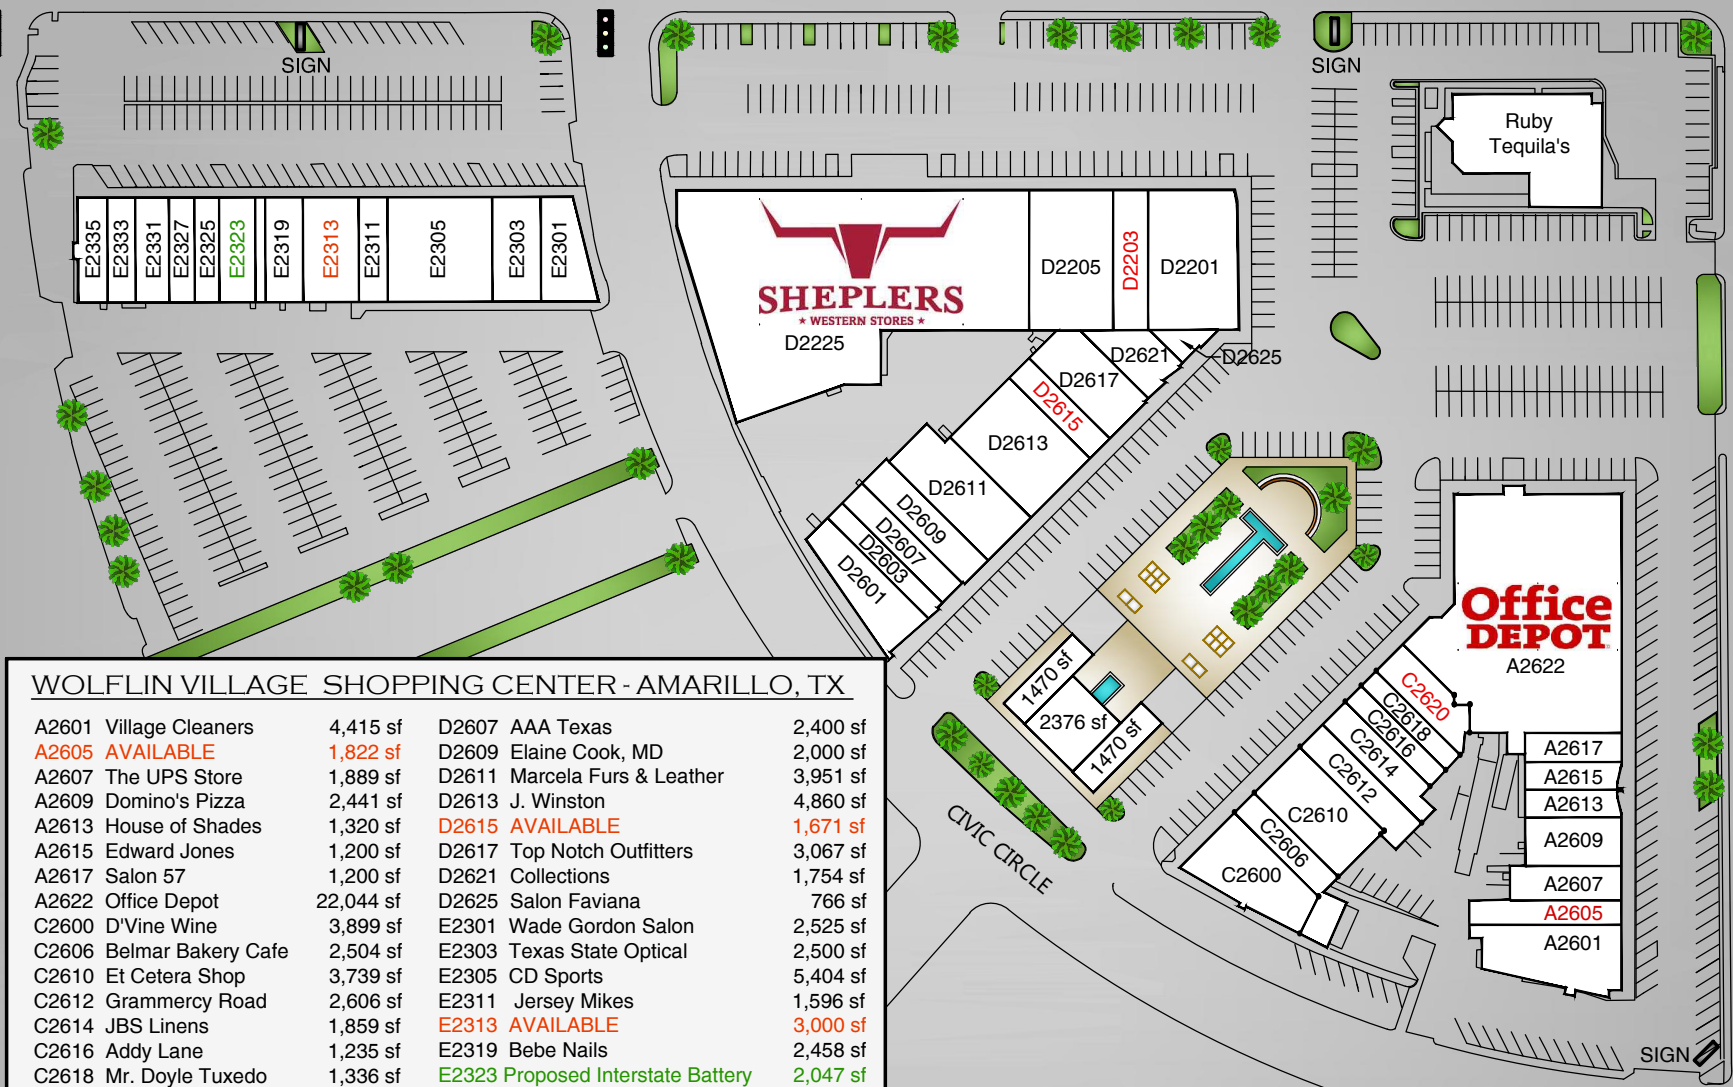 SIGN
SIGN
Ruby
Tequila's
E2335
E2333
E2331
E2327
E2325
E2323
E2319
E2313
E2311
E2305
E2303
E2301
SHEPLERS
★ WESTERN STORES ★
D2225
D2205
D2203
D2201
D2625
D2621
D2617
D2615
D2613
D2611
D2609
D2607
D2603
D2601
Office
DEPOT
A2622
1470 sf
2376 sf
1470 sf
CIVIC CIRCLE
C2620
C2618
C2616
C2614
C2612
C2610
C2606
C2600
A2617
A2615
A2613
A2609
A2607
A2605
A2601
SIGN
WOLFLIN VILLAGE SHOPPING CENTER - AMARILLO, TX
A2601 Village Cleaners 4,415 sf
A2605 AVAILABLE 1,822 sf
A2607 The UPS Store 1,889 sf
A2609 Domino's Pizza 2,441 sf
A2613 House of Shades 1,320 sf
A2615 Edward Jones 1,200 sf
A2617 Salon 57 1,200 sf
A2622 Office Depot 22,044 sf
C2600 D'Vine Wine 3,899 sf
C2606 Belmar Bakery Cafe 2,504 sf
C2610 Et Cetera Shop 3,739 sf
C2612 Grammercy Road 2,606 sf
C2614 JBS Linens 1,859 sf
C2616 Addy Lane 1,235 sf
C2618 Mr. Doyle Tuxedo 1,336 sf
D2607 AAA Texas 2,400 sf
D2609 Elaine Cook, MD 2,000 sf
D2611 Marcela Furs & Leather 3,951 sf
D2613 J. Winston 4,860 sf
D2615 AVAILABLE 1,671 sf
D2617 Top Notch Outfitters 3,067 sf
D2621 Collections 1,754 sf
D2625 Salon Faviana 766 sf
E2301 Wade Gordon Salon 2,525 sf
E2303 Texas State Optical 2,500 sf
E2305 CD Sports 5,404 sf
E2311 Jersey Mikes 1,596 sf
E2313 AVAILABLE 3,000 sf
E2319 Bebe Nails 2,458 sf
E2323 Proposed Interstate Battery 2,047 sf